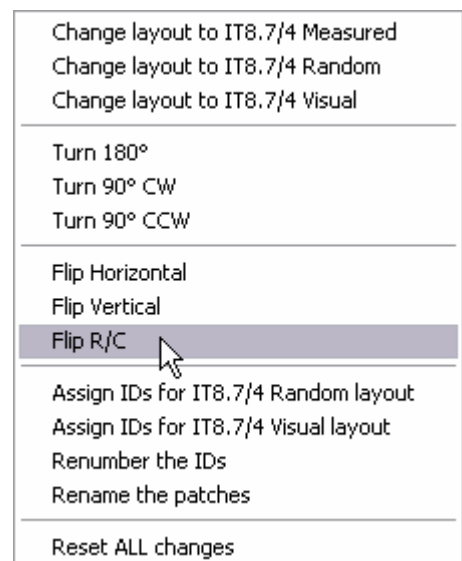 Change layout to IT8.7/4 Measured
Change layout to IT8.7/4 Random
Change layout to IT8.7/4 Visual
Turn 180°
Turn 90° CW
Turn 90° CCW
Flip Horizontal
Flip Vertical
Flip R/C
Assign IDs for IT8.7/4 Random layout
Assign IDs for IT8.7/4 Visual layout
Renumber the IDs
Rename the patches
Reset ALL changes